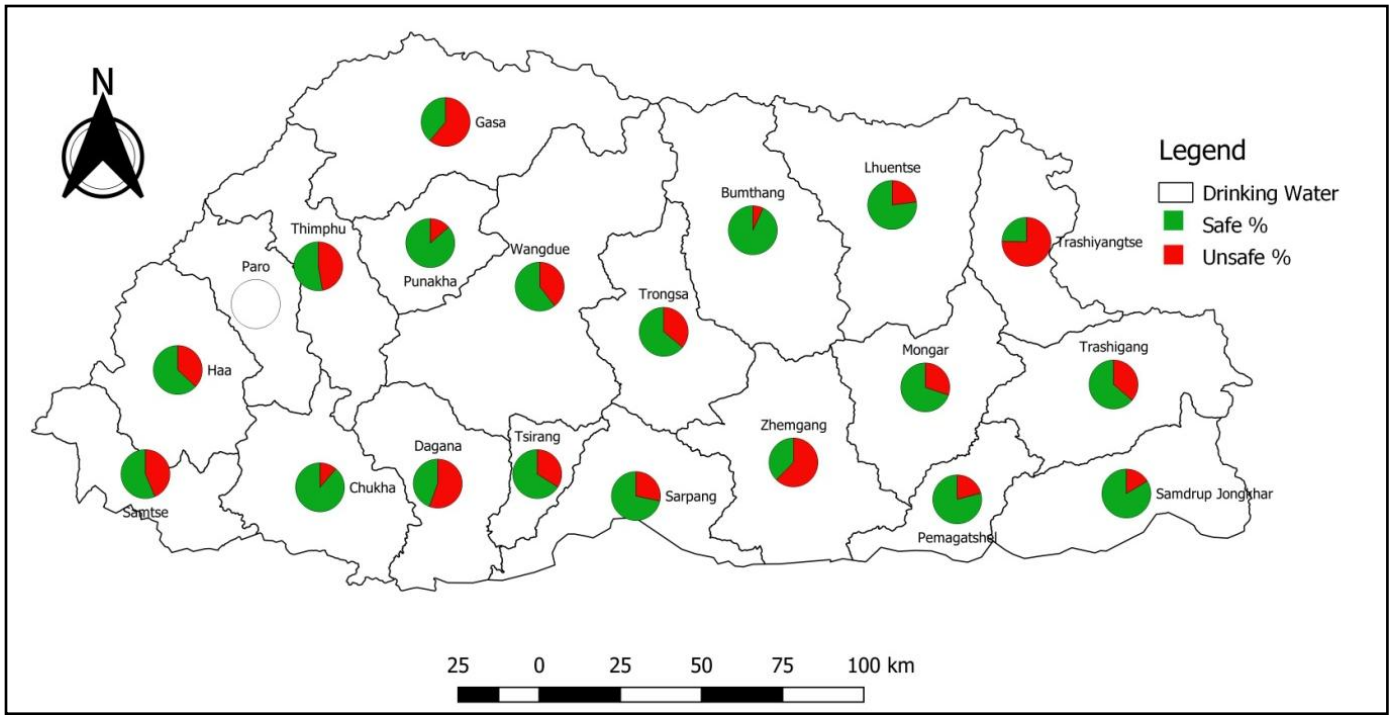 N
Gasa
Lhuentse
Legend
Bumthang
Drinking Water
Thimphu
Safe %
Wangdue
Trashiyangtse
Unsafe %
Paro
Punakha
Trongsa
Mongar
Trashigang
Haa
Zhemgang
Dagana
Tsirang
Chukha
Sarpang
Samdrup Jongkhar
Samtse
Pemagatshel
25 0 25 50 75 100 km